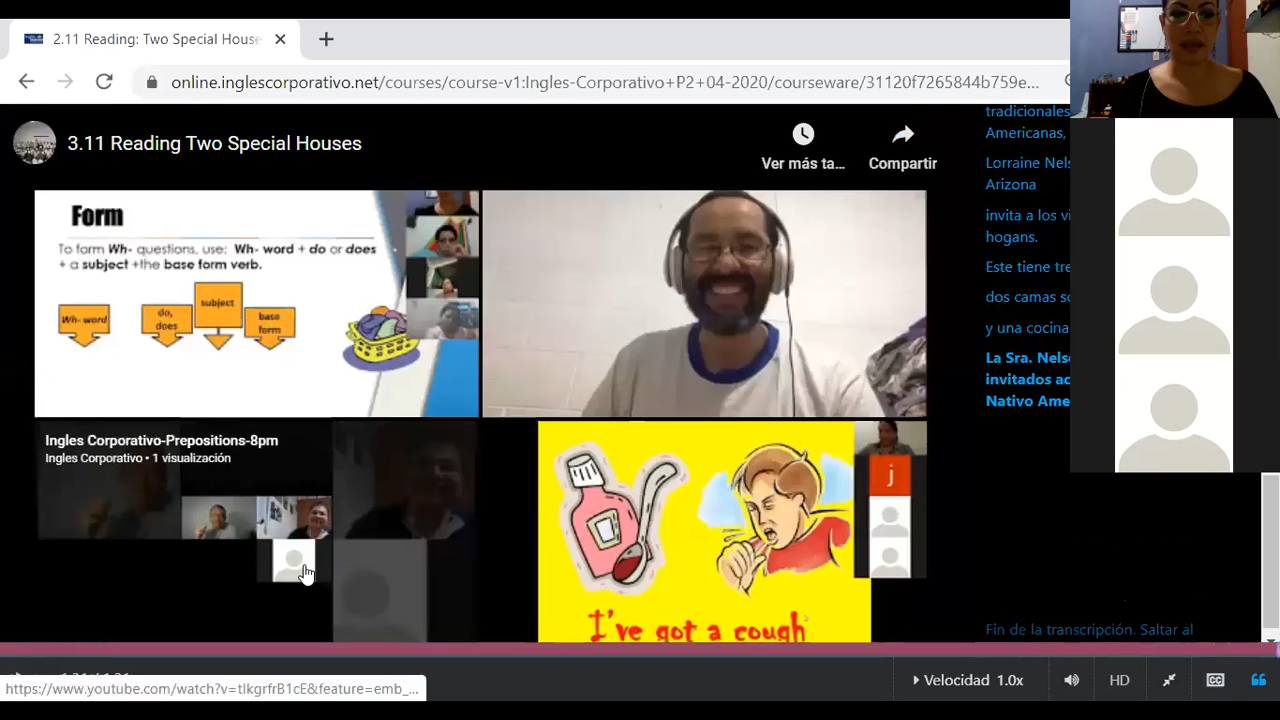 2.11 Reading: Two Special House
online.inglescorporativo.net/courses/course-v1:Ingles-Corporativo+P2+04-2020/courseware/31120f7265844b759e...
3.11 Reading Two Special Houses
Ver más ta...
Compartir
Form
To form Wh- questions, use: Wh- word + do or does
+ a subject +the base form verb.
Wh- word
do,
does
subject
base
form
Ingles Corporativo-Prepositions-8pm
Ingles Corporativo • 1 visualización
j
I've got a cough
tradicionales
Americanas,
Lorraine Nels
Arizona
invita a los vi
hogans.
Este tiene tre
dos camas so
y una cocina
La Sra. Nelso
invitados ac
Nativo Ame
Fin de la transcripción. Saltar al
Velocidad 1.0x
HD
CC
https://www.youtube.com/watch?v=tlkgrfrB1cE&feature=emb_...